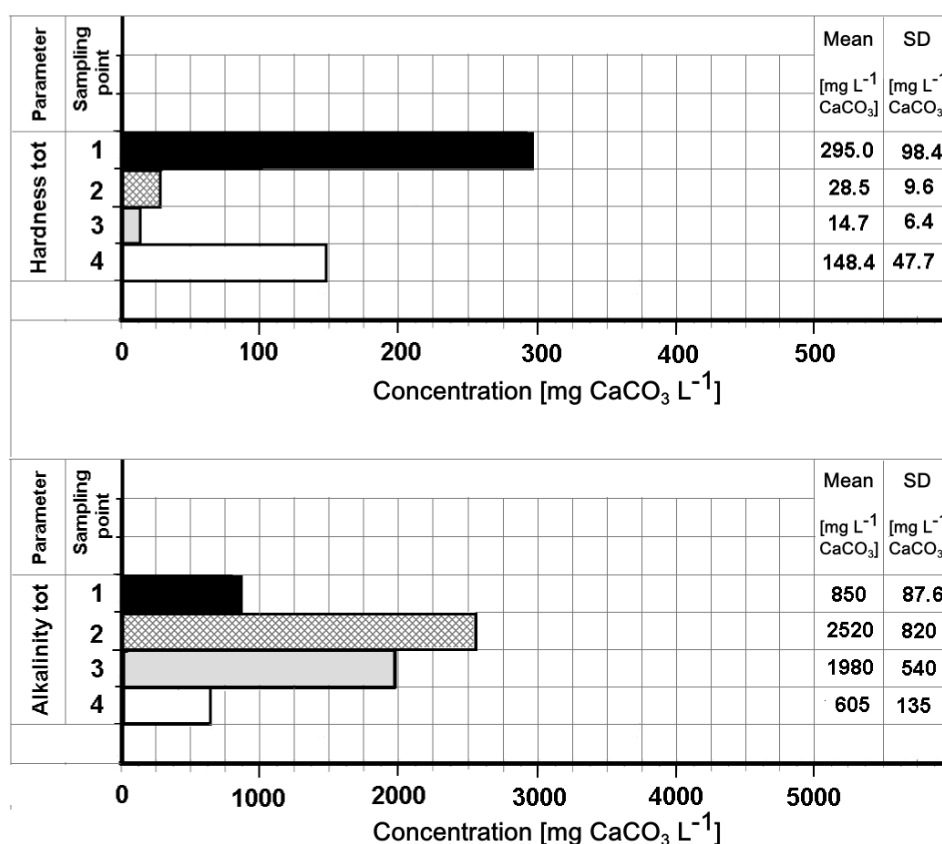 Parameter
Sampling point
Mean SD
[mg L⁻¹ CaCO₃] [mg L⁻¹ CaCO₃
Hardness tot
1 295.0 98.4
2 28.5 9.6
3 14.7 6.4
4 148.4 47.7
0 100 200 300 400 500
Concentration [mg CaCO₃ L⁻¹]
Parameter
Sampling point
Mean SD
[mg L⁻¹ CaCO₃] [mg L⁻¹ CaCO₃
Alkalinity tot
1 850 87.6
2 2520 820
3 1980 540
4 605 135
0 1000 2000 3000 4000 5000
Concentration [mg CaCO₃ L⁻¹]